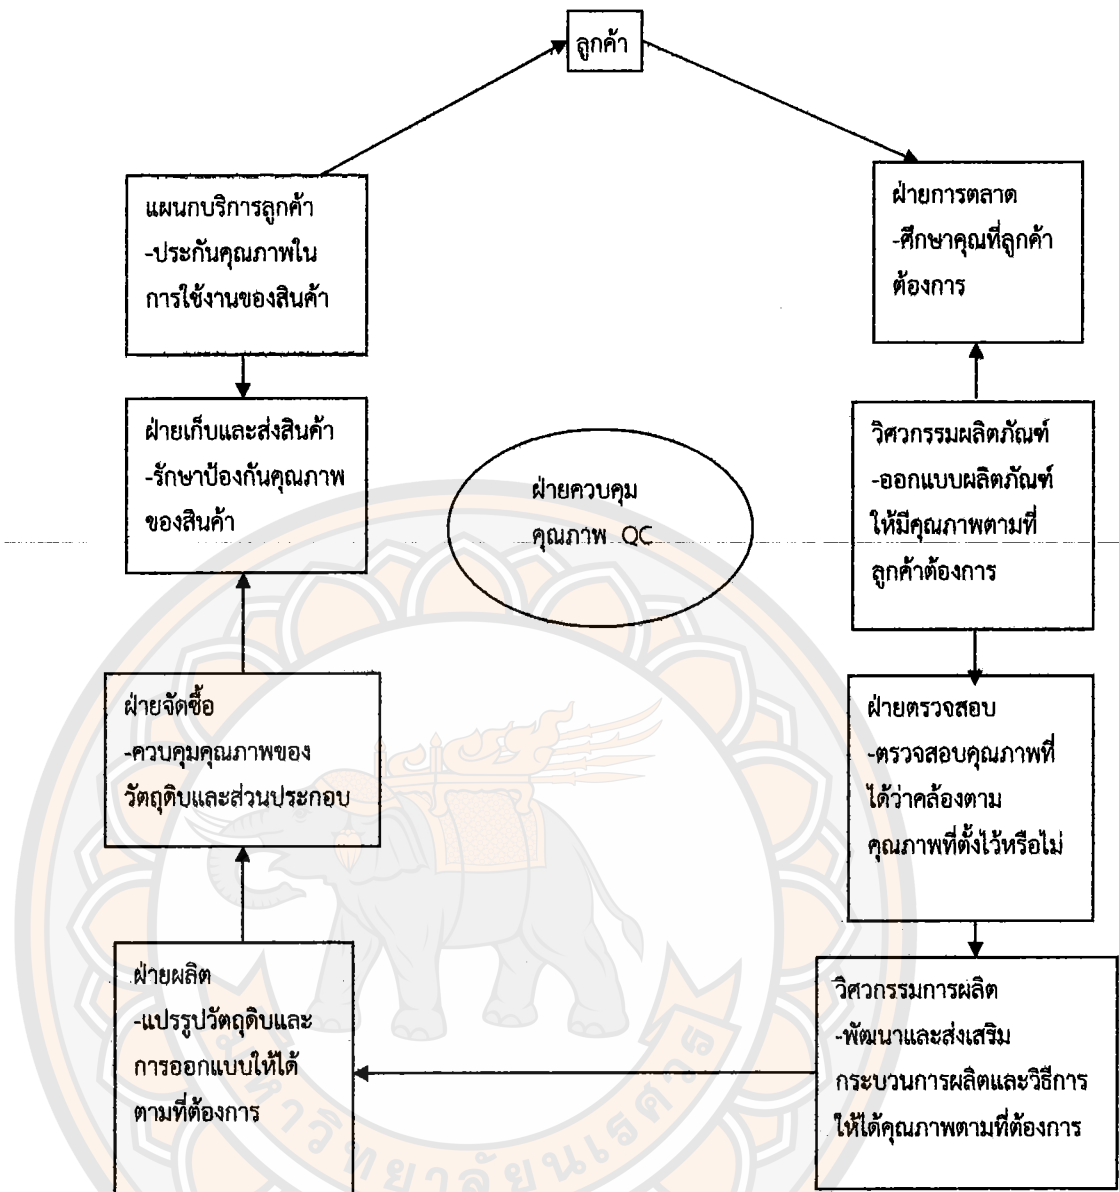 ลูกค้า
แผนกบริการลูกค้า
-ประกันคุณภาพใน
การใช้งานของสินค้า
ฝ่ายการตลาด
-ศึกษาคุณที่ลูกค้า
ต้องการ
ฝ่ายเก็บและส่งสินค้า
-รักษาป้องกันคุณภาพ
ของสินค้า
ฝ่ายควบคุม
คุณภาพ QC
วิศวกรรมผลิตภัณฑ์
-ออกแบบผลิตภัณฑ์
ให้มีคุณภาพตามที่
ลูกค้าต้องการ
ฝ่ายจัดซื้อ
-ควบคุมคุณภาพของ
วัตถุดิบและส่วนประกอบ
ฝ่ายตรวจสอบ
-ตรวจสอบคุณภาพที่
ได้ว่าคล้องตาม
คุณภาพที่ตั้งไว้หรือไม่
ฝ่ายผลิต
-แปรรูปวัตถุดิบและ
การออกแบบให้ได้
ตามที่ต้องการ
วิศวกรรมการผลิต
-พัฒนาและส่งเสริม
กระบวนการผลิตและวิธีการ
ให้ได้คุณภาพตามที่ต้องการ
มหาวิทยาลัยนเรศวร